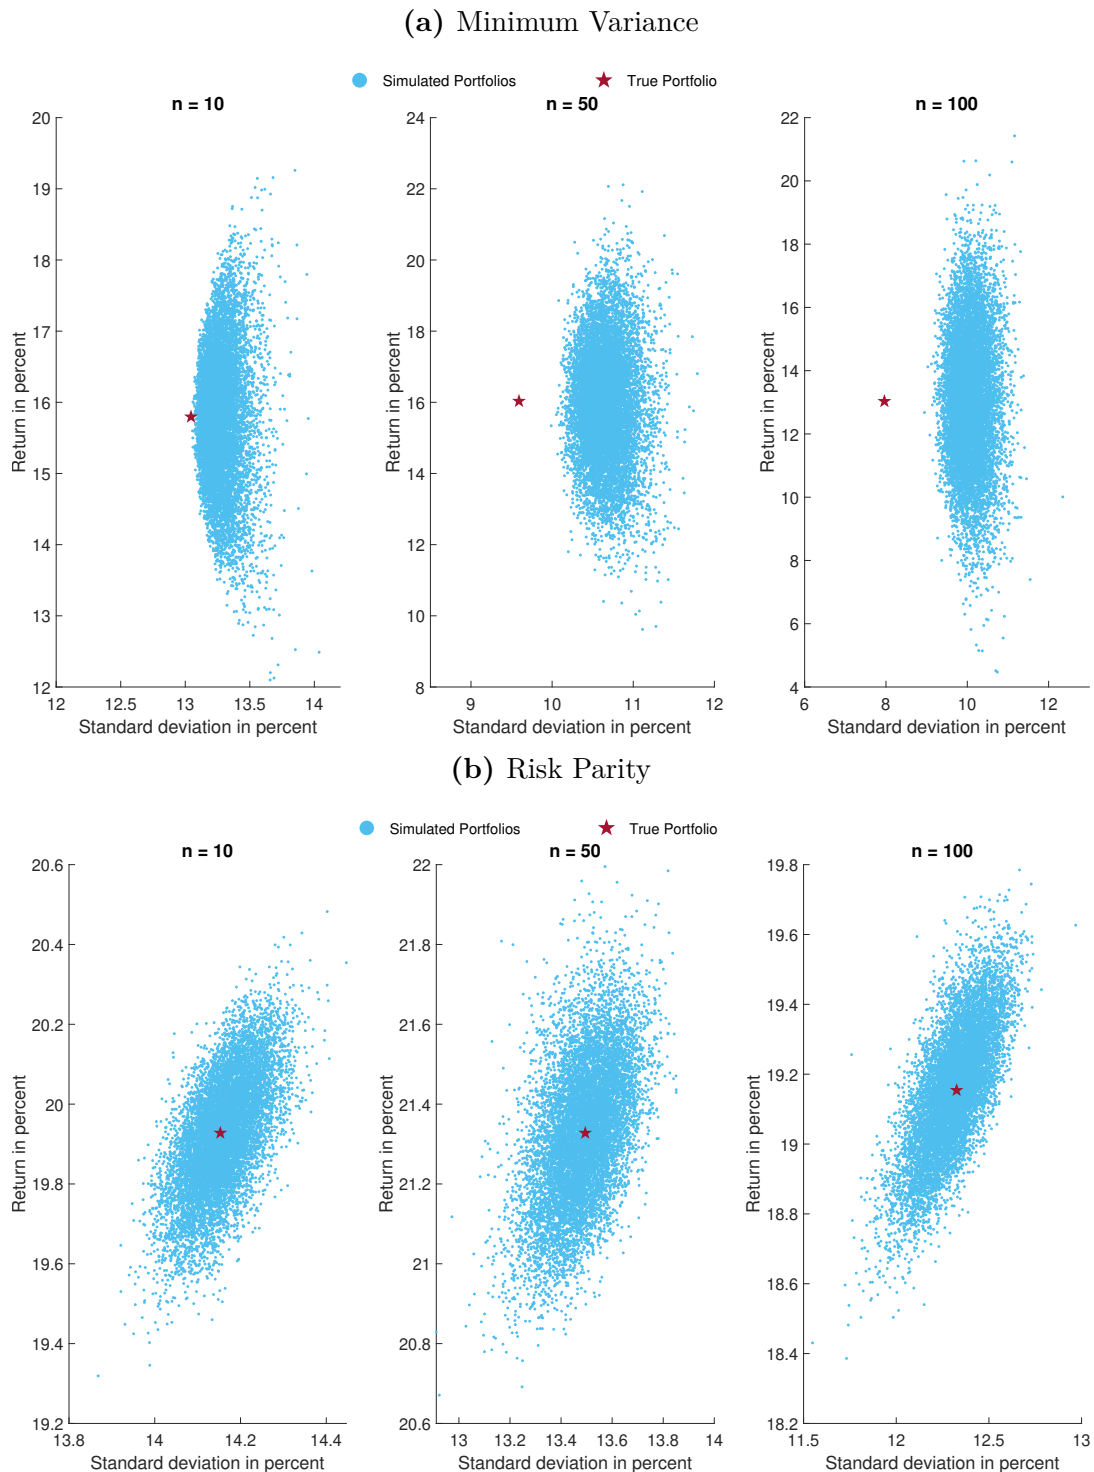 (a) Minimum Variance
Simulated Portfolios True Portfolio
n = 10
20
19
18
17
16
15
14
13
12
12 12.5 13 13.5 14
Return in percent
Standard deviation in percent
n = 50
24
22
20
18
16
14
12
10
8
9 10 11 12
Return in percent
Standard deviation in percent
n = 100
22
20
18
16
14
12
10
8
6
4
6 8 10 12
Return in percent
Standard deviation in percent
(b) Risk Parity
Simulated Portfolios True Portfolio
n = 10
20.6
20.4
20.2
20
19.8
19.6
19.4
19.2
13.8 14 14.2 14.4
Return in percent
Standard deviation in percent
n = 50
22
21.8
21.6
21.4
21.2
21
20.8
20.6
13 13.2 13.4 13.6 13.8 14
Return in percent
Standard deviation in percent
n = 100
19.8
19.6
19.4
19.2
19
18.8
18.6
18.4
18.2
11.5 12 12.5 13
Return in percent
Standard deviation in percent